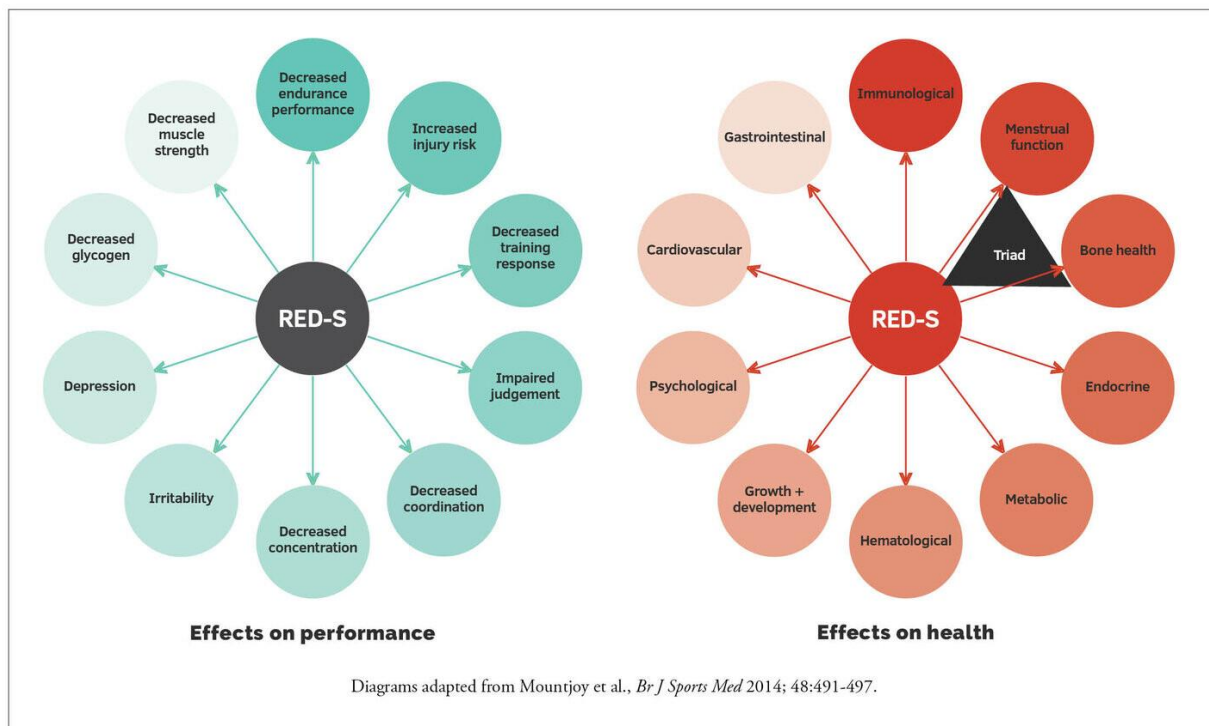 Decreased
endurance
performance
Increased
injury risk
Decreased
training
response
Impaired
judgement
Decreased
coordination
Decreased
concentration
Irritability
Depression
Decreased
glycogen
Decreased
muscle
strength
RED-S
Effects on performance
Immunological
Menstrual
function
Triad
Bone health
Endocrine
Metabolic
Hematological
Growth +
development
Psychological
Cardiovascular
Gastrointestinal
RED-S
Effects on health
Diagrams adapted from Mountjoy et al., Br J Sports Med 2014; 48:491-497.